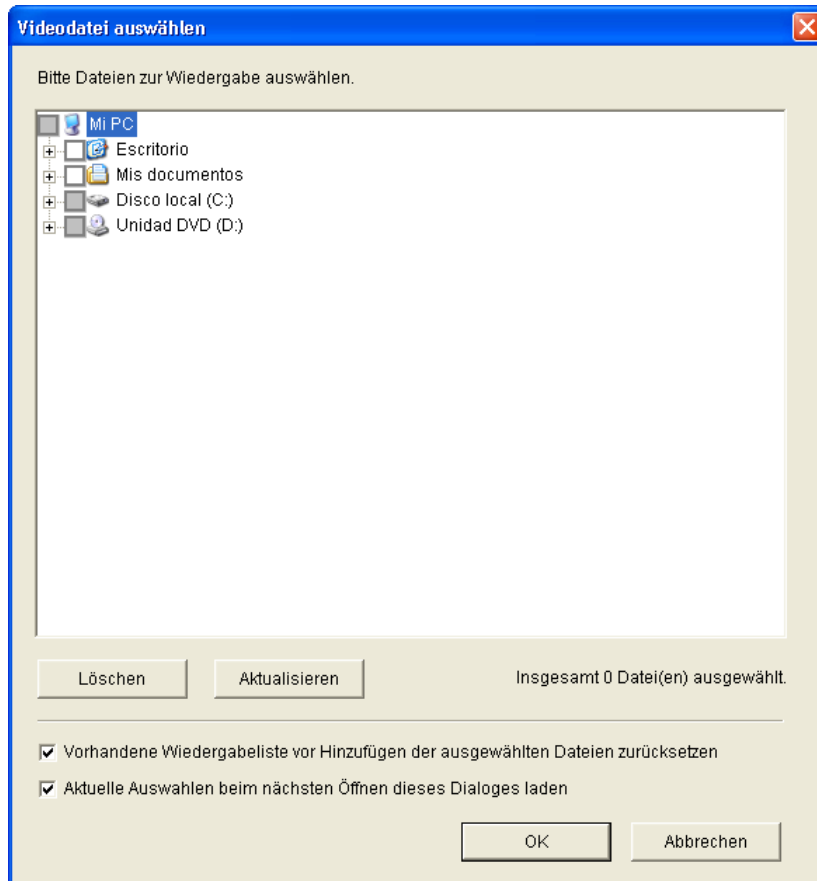 Videodatei auswählen
Bitte Dateien zur Wiedergabe auswählen.
Mi PC
Escritorio
Mis documentos
Disco local (C:)
Unidad DVD (D:)
Löschen
Aktualisieren
Insgesamt 0 Datei(en) ausgewählt.
Vorhandene Wiedergabeliste vor Hinzufügen der ausgewählten Dateien zurücksetzen
Aktuelle Auswahlen beim nächsten Öffnen dieses Dialoges laden
OK
Abbrechen